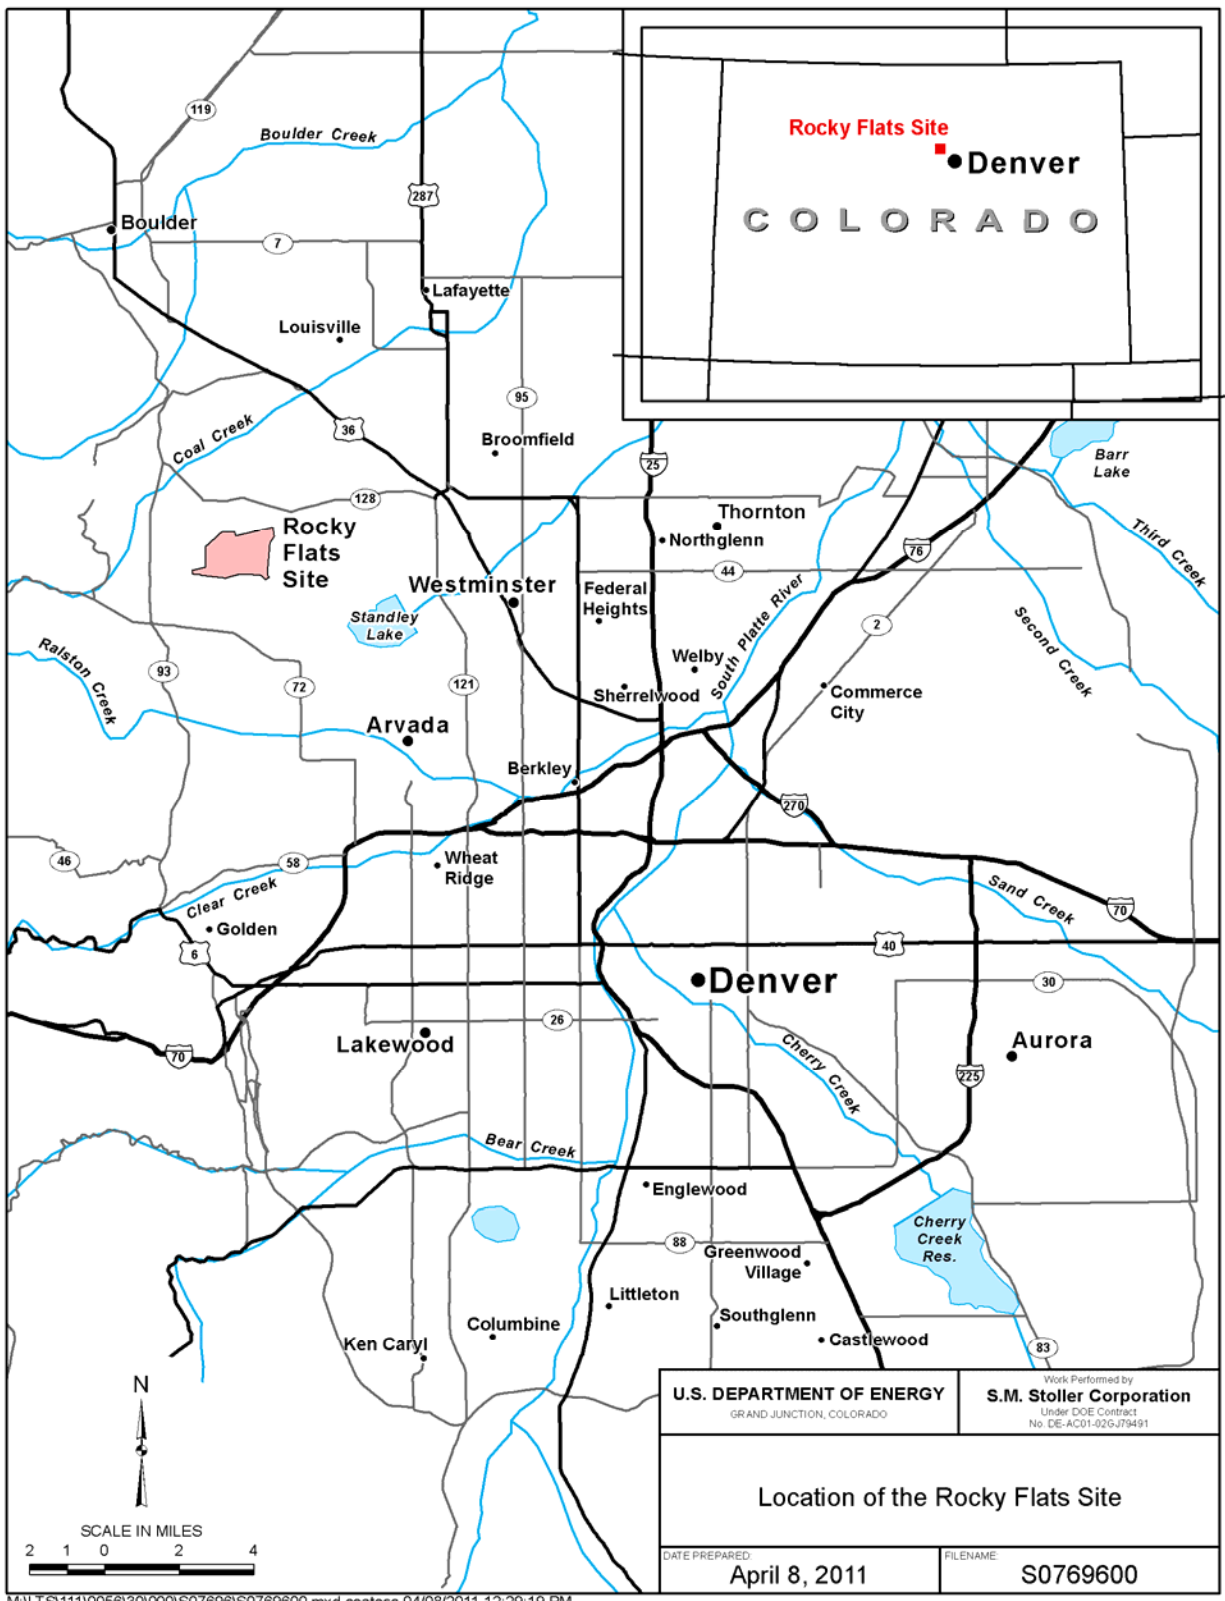 Rocky Flats Site
Denver
COLORADO
119
Boulder Creek
287
Boulder
7
Lafayette
Louisville
95
36
Broomfield
Coal Creek
25
Barr
Lake
128
Thornton
Northglenn
Third Creek
Rocky
Flats
Site
76
44
Westminster
Federal
Heights
Standley
Lake
South Platte River
2
Second Creek
Ralston Creek
93
72
121
Welby
Sherrelwood
Commerce
City
Arvada
Berkley
270
46
58
Wheat
Ridge
Clear Creek
Sand Creek
70
Golden
6
40
Denver
30
26
Lakewood
70
Cherry Creek
Aurora
225
Bear Creek
Englewood
Cherry
Creek
Res.
88
Greenwood
Village
Littleton
Southglenn
Columbine
Ken Caryl
Castlewood
83
N
SCALE IN MILES
2 1 0 2 4
U.S. DEPARTMENT OF ENERGY
GRAND JUNCTION, COLORADO
Work Performed by
S.M. Stoller Corporation
Under DOE Contract
No. DE-AC01-02GJ79491
Location of the Rocky Flats Site
DATE PREPARED:
April 8, 2011
FILENAME:
S0769600